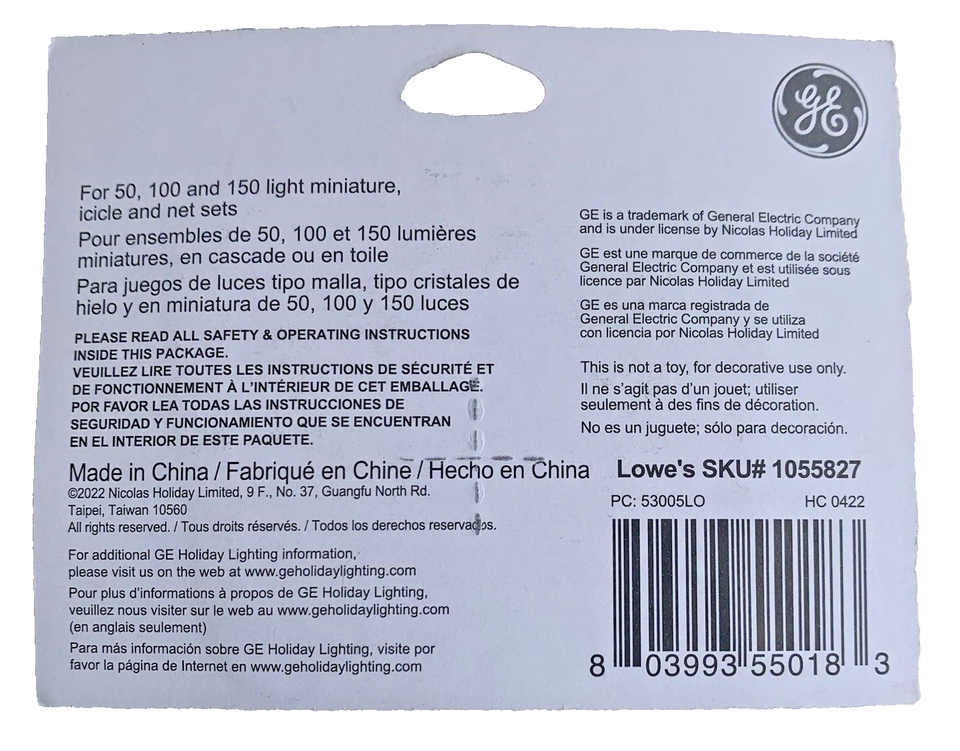 GE
For 50, 100 and 150 light miniature,
icicle and net sets
Pour ensembles de 50, 100 et 150 lumières
miniatures, en cascade ou en toile
Para juegos de luces tipo malla, tipo cristales de
hielo y en miniatura de 50, 100 y 150 luces
PLEASE READ ALL SAFETY & OPERATING INSTRUCTIONS
INSIDE THIS PACKAGE.
VEUILLEZ LIRE TOUTES LES INSTRUCTIONS DE SÉCURITÉ ET
DE FONCTIONNEMENT À L'INTÉRIEUR DE CET EMBALLAGE.
POR FAVOR LEA TODAS LAS INSTRUCCIONES DE
SEGURIDAD Y FUNCIONAMIENTO QUE SE ENCUENTRAN
EN EL INTERIOR DE ESTE PAQUETE.
Made in China / Fabriqué en Chine / Hecho en China
©2022 Nicolas Holiday Limited, 9 F., No. 37, Guangfu North Rd.
Taipei, Taiwan 10560
All rights reserved. / Tous droits réservés. / Todos los derechos reservados.
For additional GE Holiday Lighting information,
please visit us on the web at www.geholidaylighting.com
Pour plus d'informations à propos de GE Holiday Lighting,
veuillez nous visiter sur le web au www.geholidaylighting.com
(en anglais seulement)
Para más información sobre GE Holiday Lighting, visite por
favor la página de Internet en www.geholidaylighting.com
GE is a trademark of General Electric Company
and is under license by Nicolas Holiday Limited
GE est une marque de commerce de la société
General Electric Company et est utilisée sous
licence par Nicolas Holiday Limited
GE es una marca registrada de
General Electric Company y se utiliza
con licencia por Nicolas Holiday Limited
This is not a toy, for decorative use only.
Il ne s'agit pas d'un jouet; utiliser
seulement à des fins de décoration.
No es un juguete; sólo para decoración.
Lowe's SKU# 1055827
PC: 53005LO HC 0422
8 03993 55018 3